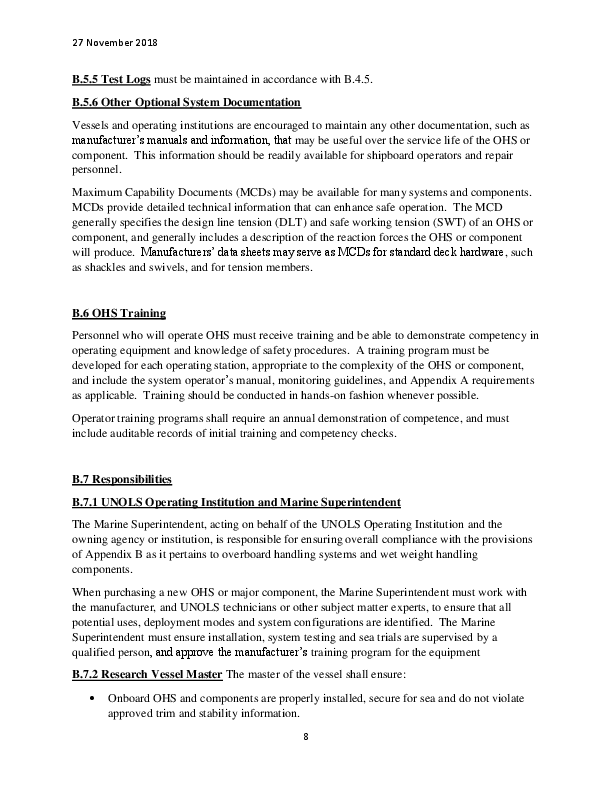 27 November 2018
B.5.5 Test Logs must be maintained in accordance with B.4.5.
B.5.6 Other Optional System Documentation
Vessels and operating institutions are encouraged to maintain any other documentation, such as
manufacturer's manuals and information, that may be useful over the service life of the OHS or
component.  This information should be readily available for shipboard operators and repair
personnel.
Maximum Capability Documents (MCDs) may be available for many systems and components.
MCDs provide detailed technical information that can enhance safe operation.  The MCD
generally specifies the design line tension (DLT) and safe working tension (SWT) of an OHS or
component, and generally includes a description of the reaction forces the OHS or component
will produce.  Manufacturers' data sheets may serve as MCDs for standard deck hardware, such
as shackles and swivels, and for tension members.
B.6 OHS Training
Personnel who will operate OHS must receive training and be able to demonstrate competency in
operating equipment and knowledge of safety procedures.  A training program must be
developed for each operating station, appropriate to the complexity of the OHS or component,
and include the system operator's manual, monitoring guidelines, and Appendix A requirements
as applicable.  Training should be conducted in hands-on fashion whenever possible.
Operator training programs shall require an annual demonstration of competence, and must
include auditable records of initial training and competency checks.
B.7 Responsibilities
B.7.1 UNOLS Operating Institution and Marine Superintendent
The Marine Superintendent, acting on behalf of the UNOLS Operating Institution and the
owning agency or institution, is responsible for ensuring overall compliance with the provisions
of Appendix B as it pertains to overboard handling systems and wet weight handling
components.
When purchasing a new OHS or major component, the Marine Superintendent must work with
the manufacturer, and UNOLS technicians or other subject matter experts, to ensure that all
potential uses, deployment modes and system configurations are identified.  The Marine
Superintendent must ensure installation, system testing and sea trials are supervised by a
qualified person, and approve the manufacturer's training program for the equipment
B.7.2 Research Vessel Master The master of the vessel shall ensure:
• Onboard OHS and components are properly installed, secure for sea and do not violate
approved trim and stability information.
8